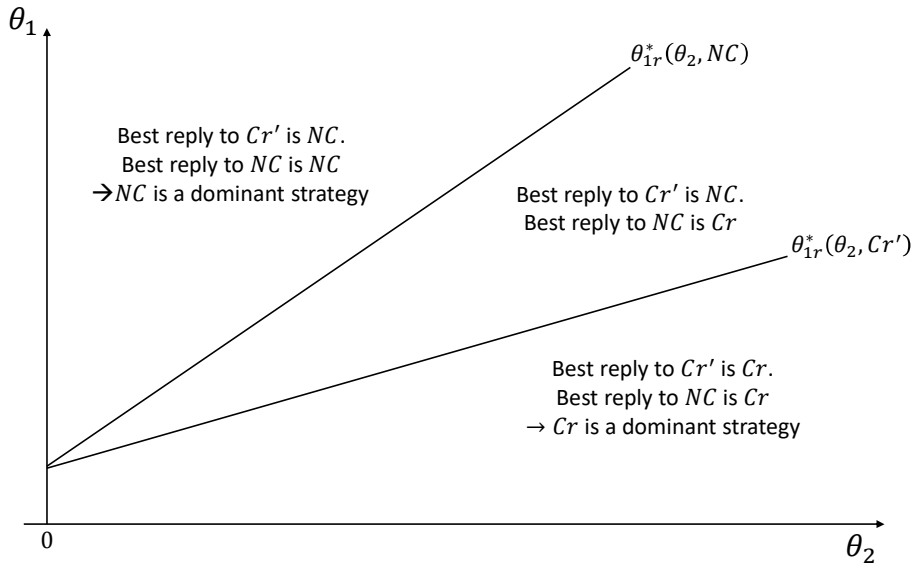 θ₁
θ*₁ᵣ(θ₂, NC)
Best reply to Cr′ is NC.
Best reply to NC is NC
→NC is a dominant strategy
Best reply to Cr′ is NC.
Best reply to NC is Cr
θ*₁ᵣ(θ₂, Cr′)
Best reply to Cr′ is Cr.
Best reply to NC is Cr
→ Cr is a dominant strategy
0
θ₂